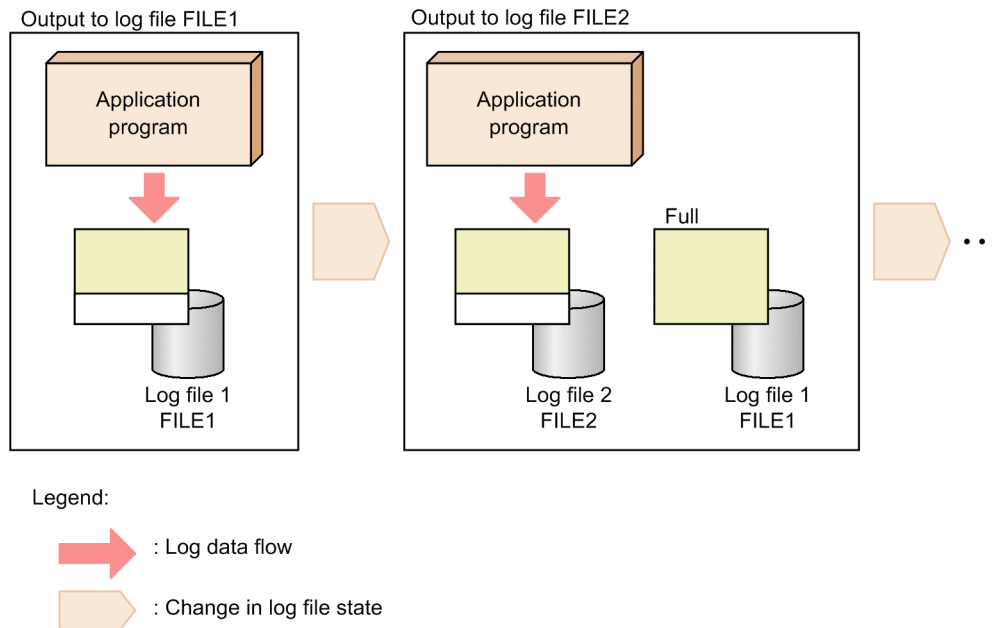 Output to log file FILE1
Application
program
Log file 1
FILE1
Output to log file FILE2
Application
program
Full
Log file 2
FILE2
Log file 1
FILE1
Legend:
: Log data flow
: Change in log file state